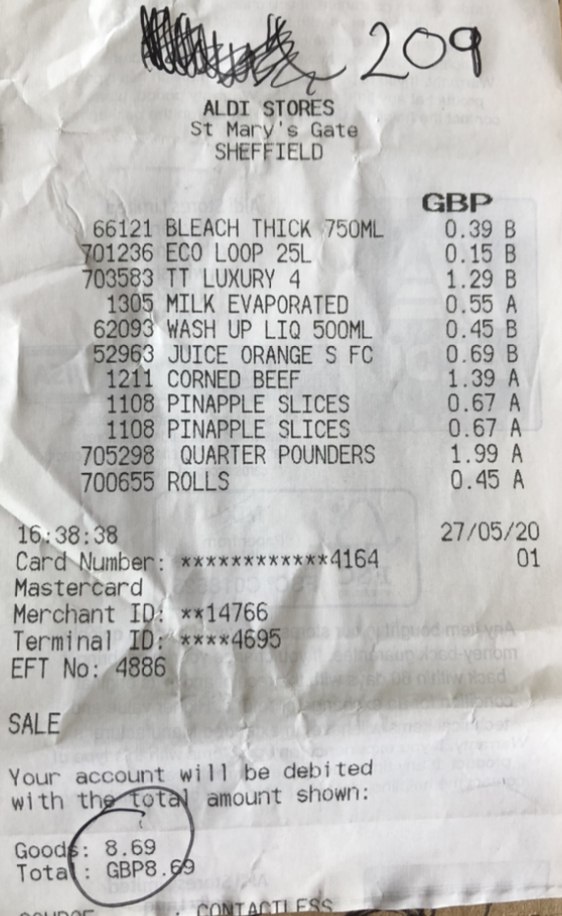 209
ALDI STORES
St Mary's Gate
SHEFFIELD
GBP
66121 BLEACH THICK 750ML 0.39 B
701236 ECO LOOP 25L 0.15 B
703583 TT LUXURY 4 1.29 B
1305 MILK EVAPORATED 0.55 A
62093 WASH UP LIQ 500ML 0.45 B
52963 JUICE ORANGE S FC 0.69 B
1211 CORNED BEEF 1.39 A
1108 PINAPPLE SLICES 0.67 A
1108 PINAPPLE SLICES 0.67 A
705298 QUARTER POUNDERS 1.99 A
700655 ROLLS 0.45 A
16:38:38 27/05/20
Card Number: ************4164 01
Mastercard
Merchant ID: **14766
Terminal ID: ****4695
EFT No: 4886
SALE
Your account will be debited
with the total amount shown:
Goods: 8.69
Total: GBP8.69
SOURCE : CONTACTLESS